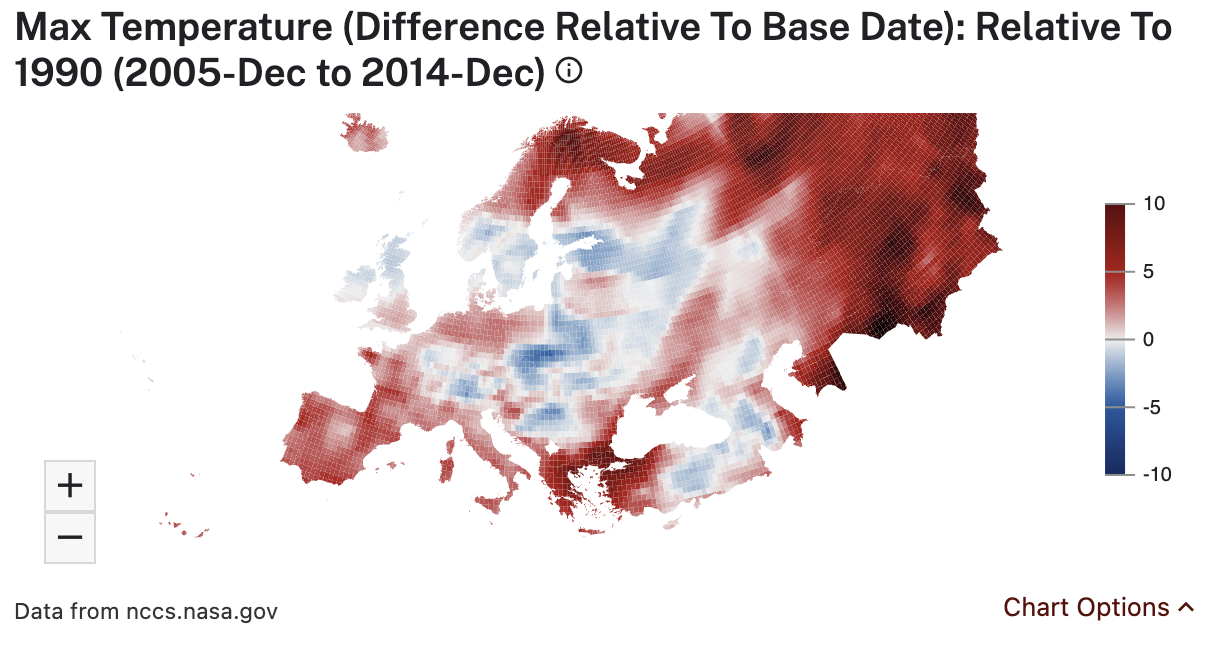 Max Temperature (Difference Relative To Base Date): Relative To
1990 (2005-Dec to 2014-Dec)
10
5
0
-5
-10
+
−
Data from nccs.nasa.gov
Chart Options